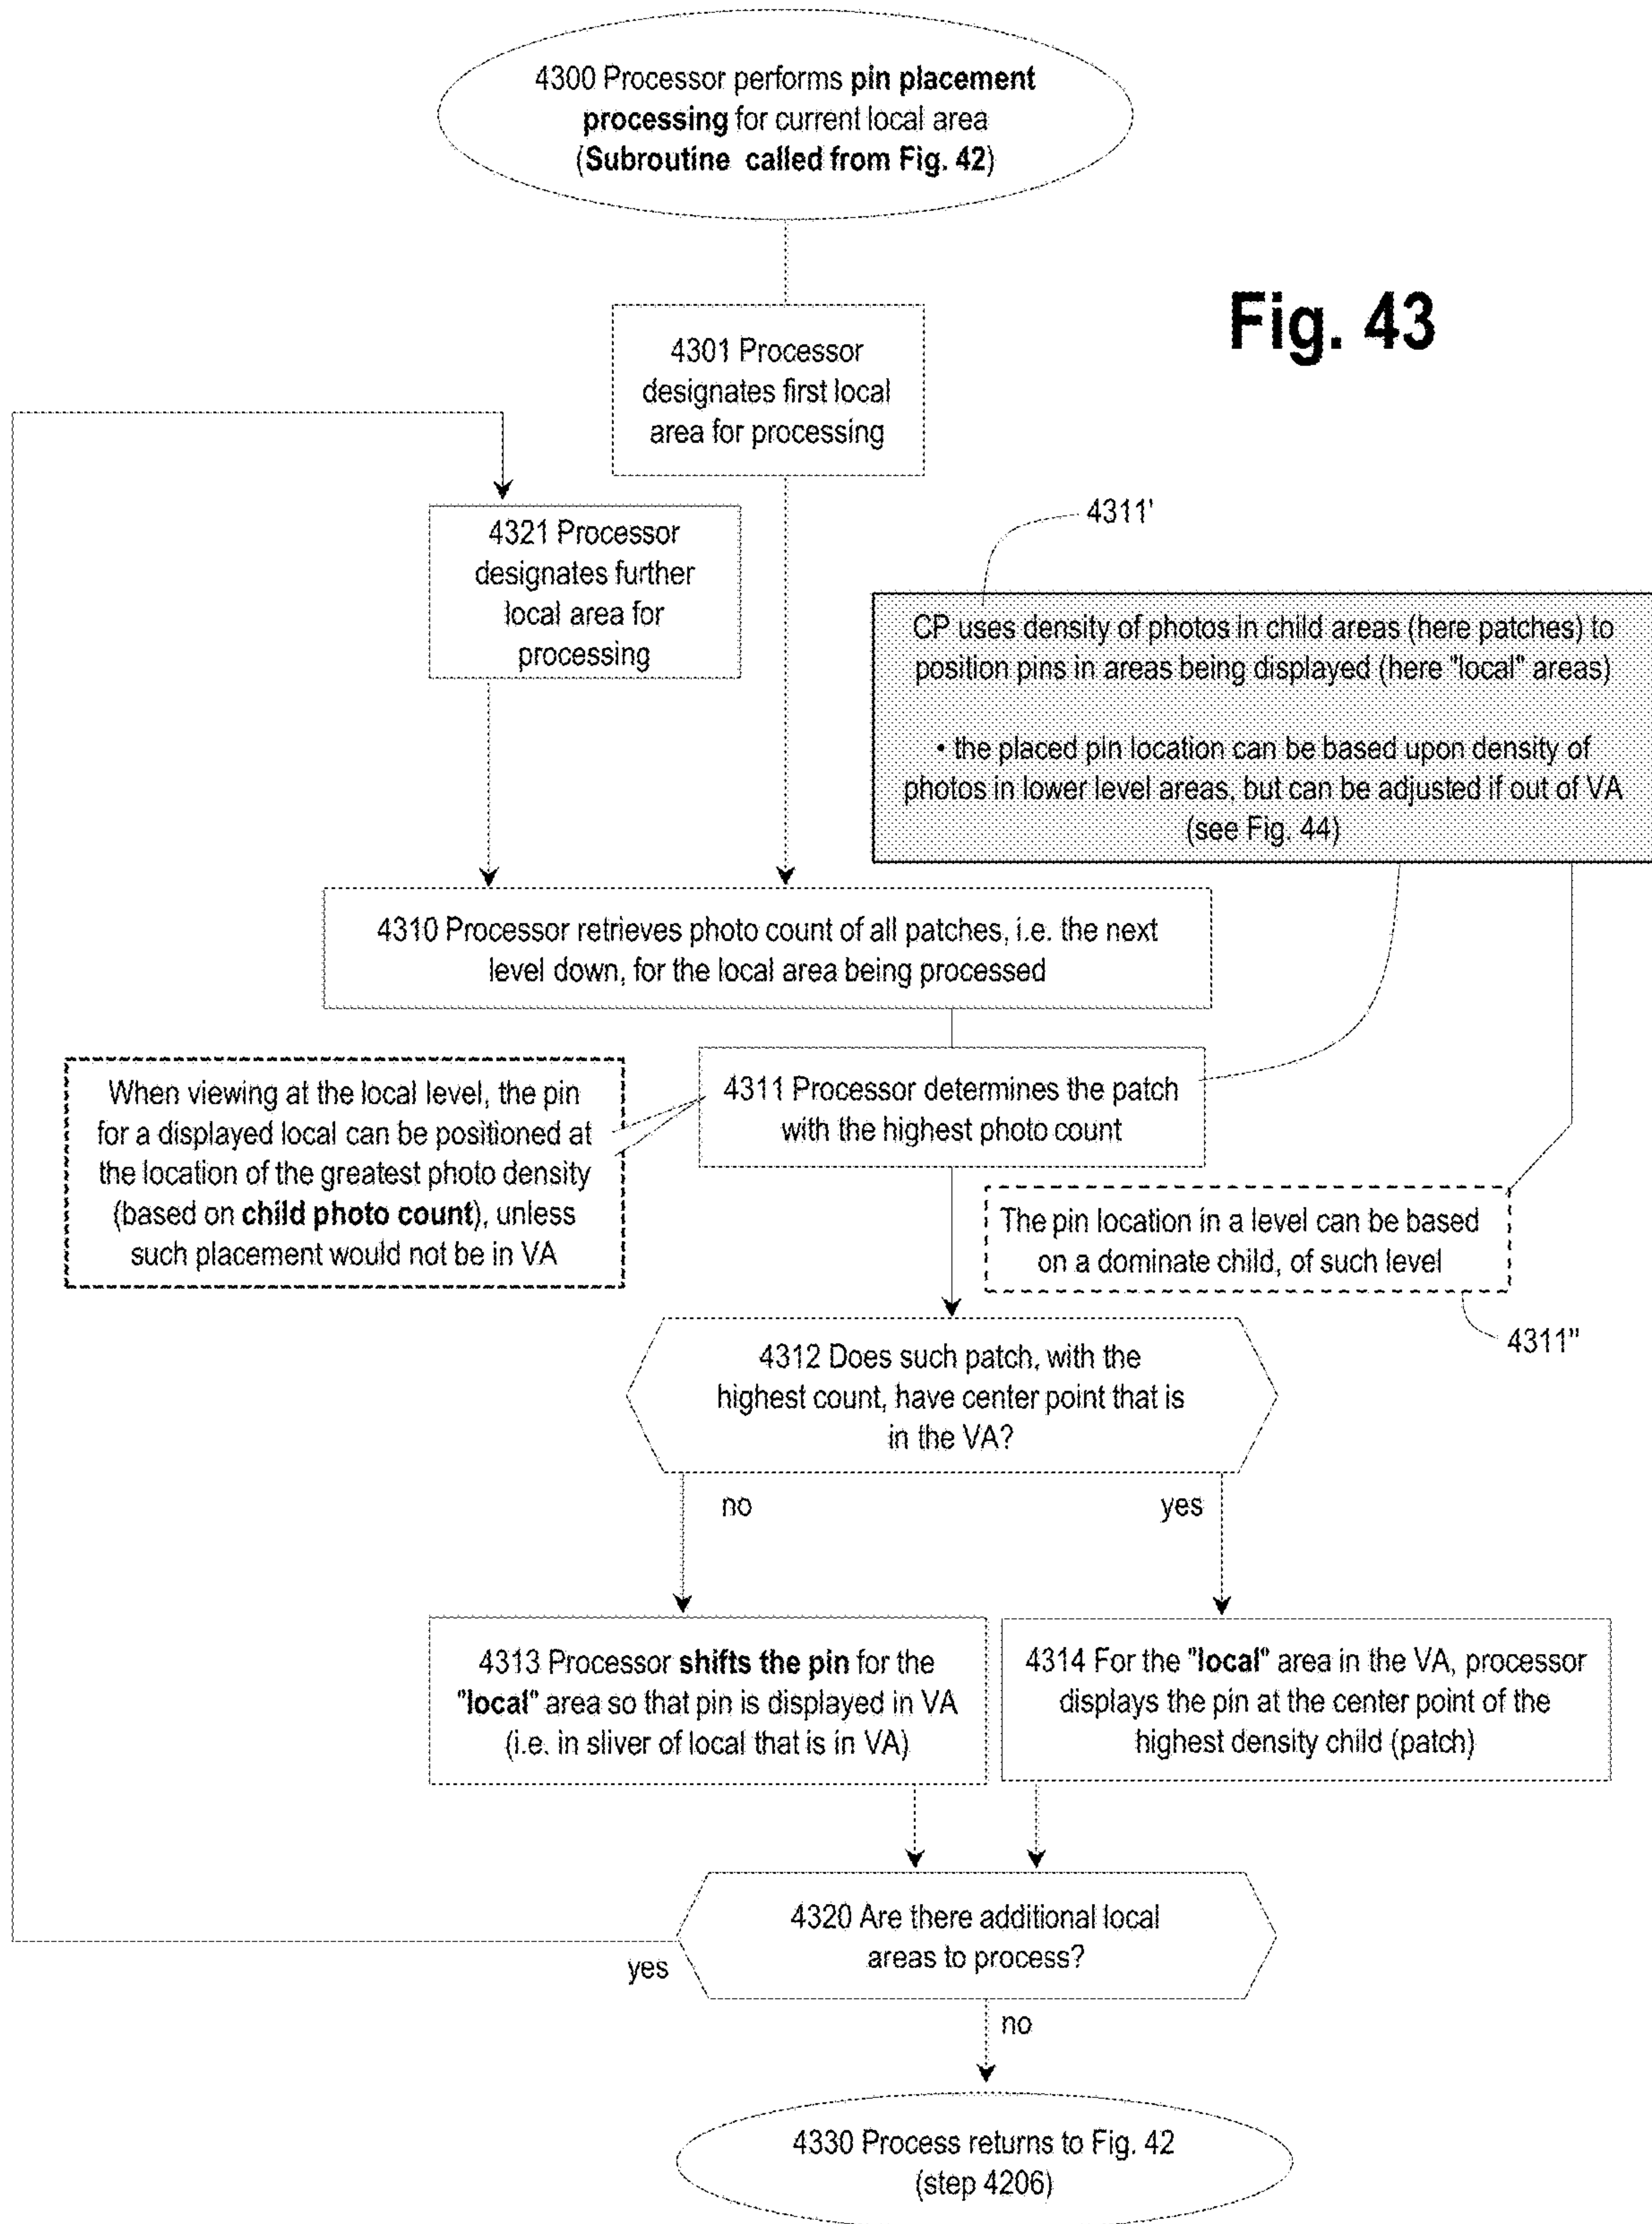 4300 Processor performs pin placement
processing for current local area
(Subroutine called from Fig. 42)
Fig. 43
4301 Processor
designates first local
area for processing
4321 Processor
designates further
local area for
processing
4311'
CP uses density of photos in child areas (here patches) to
position pins in areas being displayed (here "local" areas)
• the placed pin location can be based upon density of
photos in lower level areas, but can be adjusted if out of VA
(see Fig. 44)
4310 Processor retrieves photo count of all patches, i.e. the next
level down, for the local area being processed
When viewing at the local level, the pin
for a displayed local can be positioned at
the location of the greatest photo density
(based on child photo count), unless
such placement would not be in VA
4311 Processor determines the patch
with the highest photo count
The pin location in a level can be based
on a dominate child, of such level
4311"
4312 Does such patch, with the
highest count, have center point that is
in the VA?
no
yes
4313 Processor shifts the pin for the
"local" area so that pin is displayed in VA
(i.e. in sliver of local that is in VA)
4314 For the "local" area in the VA, processor
displays the pin at the center point of the
highest density child (patch)
4320 Are there additional local
areas to process?
yes
no
4330 Process returns to Fig. 42
(step 4206)